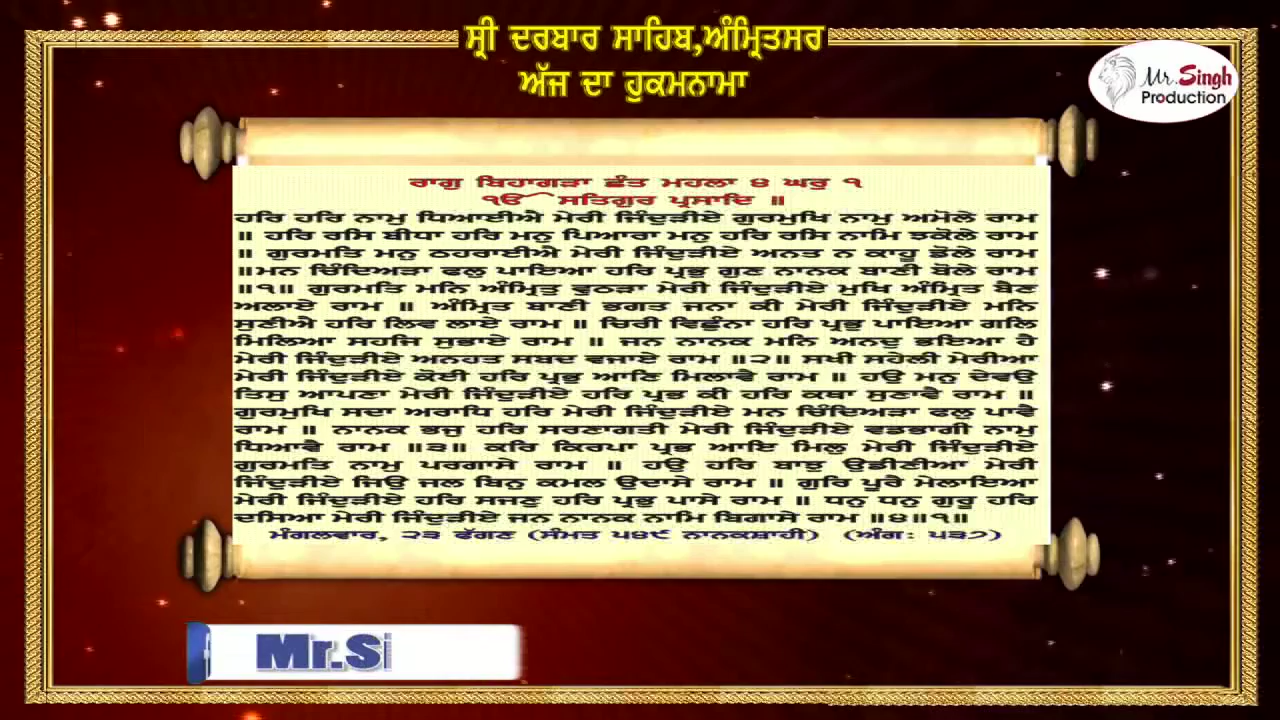 ਸ੍ਰੀ ਦਰਬਾਰ ਸਾਹਿਬ,ਅੰਮ੍ਰਿਤਸਰ
ਅੱਜ ਦਾ ਹੁਕਮਨਾਮਾ
Mr.Singh
Production
ਰਾਗੁ ਬਿਹਾਗੜਾ ਛੰਤ ਮਹਲਾ ੪ ਘਰੁ ੧
ੴ ਸਤਿਗੁਰ ਪ੍ਰਸਾਦਿ ॥
ਹਰਿ ਹਰਿ ਨਾਮੁ ਧਿਆਈਐ ਮੇਰੀ ਜਿੰਦੁੜੀਏ ਗੁਰਮੁਖਿ ਨਾਮੁ ਅਮੋਲੇ ਰਾਮ
॥ ਹਰਿ ਰਸਿ ਬੀਧਾ ਹਰਿ ਮਨੁ ਪਿਆਰਾ ਮਨੁ ਹਰਿ ਰਸਿ ਨਾਮਿ ਝਕੋਲੇ ਰਾਮ
॥ ਗੁਰਮਤਿ ਮਨੁ ਠਹਰਾਈਐ ਮੇਰੀ ਜਿੰਦੁੜੀਏ ਅਨਤ ਨ ਕਾਹੂ ਡੋਲੇ ਰਾਮ
॥ਮਨ ਚਿੰਦਿਅੜਾ ਫਲੁ ਪਾਇਆ ਹਰਿ ਪ੍ਰਭੁ ਗੁਣ ਨਾਨਕ ਬਾਣੀ ਬੋਲੇ ਰਾਮ
॥੧॥ ਗੁਰਮਤਿ ਮਨਿ ਅੰਮ੍ਰਿਤੁ ਵੁਠੜਾ ਮੇਰੀ ਜਿੰਦੁੜੀਏ ਮੁਖਿ ਅੰਮ੍ਰਿਤ ਬੈਣ
ਅਲਾਏ ਰਾਮ ॥ ਅੰਮ੍ਰਿਤ ਬਾਣੀ ਭਗਤ ਜਨਾ ਕੀ ਮੇਰੀ ਜਿੰਦੁੜੀਏ ਮਨਿ
ਸੁਣੀਐ ਹਰਿ ਲਿਵ ਲਾਏ ਰਾਮ ॥ ਚਿਰੀ ਵਿਛੁੰਨਾ ਹਰਿ ਪ੍ਰਭੁ ਪਾਇਆ ਗਲਿ
ਮਿਲਿਆ ਸਹਜਿ ਸੁਭਾਏ ਰਾਮ ॥ ਜਨ ਨਾਨਕ ਮਨਿ ਅਨਦੁ ਭਇਆ ਹੈ
ਮੇਰੀ ਜਿੰਦੁੜੀਏ ਅਨਹਤ ਸਬਦ ਵਜਾਏ ਰਾਮ ॥੨॥ ਸਖੀ ਸਹੇਲੀ ਮੇਰੀਆ
ਮੇਰੀ ਜਿੰਦੁੜੀਏ ਕੋਈ ਹਰਿ ਪ੍ਰਭੁ ਆਣਿ ਮਿਲਾਵੈ ਰਾਮ ॥ ਹਉ ਮਨੁ ਦੇਵਉ
ਤਿਸੁ ਆਪਣਾ ਮੇਰੀ ਜਿੰਦੁੜੀਏ ਹਰਿ ਪ੍ਰਭ ਕੀ ਹਰਿ ਕਥਾ ਸੁਣਾਵੈ ਰਾਮ ॥
ਗੁਰਮੁਖਿ ਸਦਾ ਅਰਾਧਿ ਹਰਿ ਮੇਰੀ ਜਿੰਦੁੜੀਏ ਮਨ ਚਿੰਦਿਅੜਾ ਫਲੁ ਪਾਵੈ
ਰਾਮ ॥ ਨਾਨਕ ਭਜੁ ਹਰਿ ਸਰਣਾਗਤੀ ਮੇਰੀ ਜਿੰਦੁੜੀਏ ਵਡਭਾਗੀ ਨਾਮੁ
ਧਿਆਵੈ ਰਾਮ ॥੩॥ ਕਰਿ ਕਿਰਪਾ ਪ੍ਰਭ ਆਇ ਮਿਲੁ ਮੇਰੀ ਜਿੰਦੁੜੀਏ
ਗੁਰਮਤਿ ਨਾਮੁ ਪਰਗਾਸੇ ਰਾਮ ॥ ਹਉ ਹਰਿ ਬਾਝੁ ਉਡੀਣੀਆ ਮੇਰੀ
ਜਿੰਦੁੜੀਏ ਜਿਉ ਜਲ ਬਿਨੁ ਕਮਲ ਉਦਾਸੇ ਰਾਮ ॥ ਗੁਰਿ ਪੂਰੈ ਮੇਲਾਇਆ
ਮੇਰੀ ਜਿੰਦੁੜੀਏ ਹਰਿ ਸਜਣੁ ਹਰਿ ਪ੍ਰਭੁ ਪਾਸੇ ਰਾਮ ॥ ਧਨੁ ਧਨੁ ਗੁਰੂ ਹਰਿ
ਦਸਿਆ ਮੇਰੀ ਜਿੰਦੁੜੀਏ ਜਨ ਨਾਨਕ ਨਾਮਿ ਬਿਗਾਸੇ ਰਾਮ ॥੪॥੧॥
ਮੰਗਲਵਾਰ, ੨੩ ਫੱਗਣ (ਸੰਮਤ ੫੪੯ ਨਾਨਕਸ਼ਾਹੀ) (ਅੰਗ: ੫੩੭)
Mr.Si